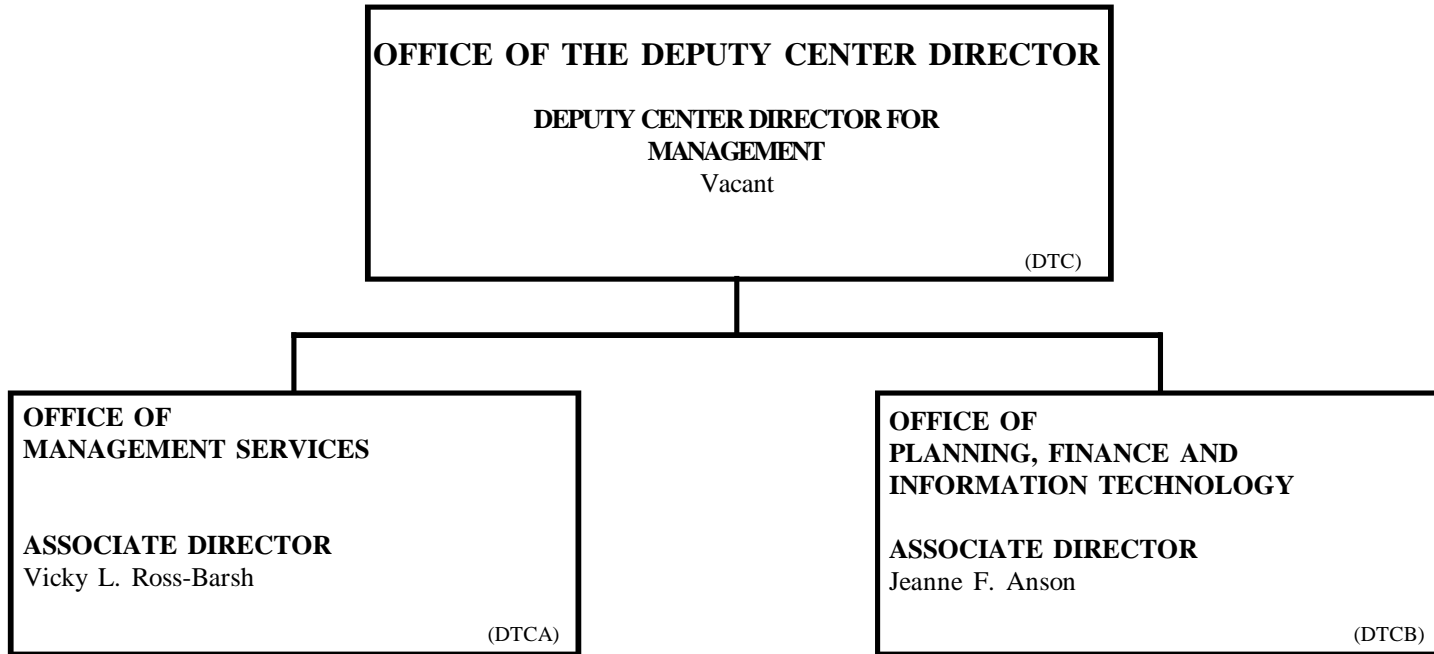 OFFICE OF THE DEPUTY CENTER DIRECTOR
DEPUTY CENTER DIRECTOR FOR
MANAGEMENT
Vacant
(DTC)
OFFICE OF
MANAGEMENT SERVICES
ASSOCIATE DIRECTOR
Vicky L. Ross-Barsh
(DTCA)
OFFICE OF
PLANNING, FINANCE AND
INFORMATION TECHNOLOGY
ASSOCIATE DIRECTOR
Jeanne F. Anson
(DTCB)